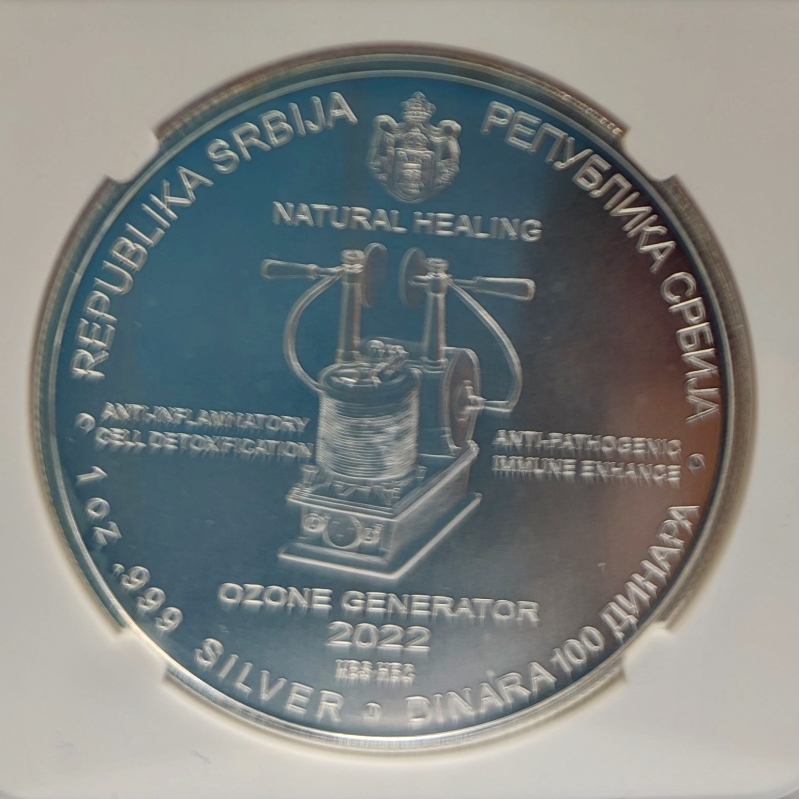 REPUBLIKA SRBIJA
РЕПУБЛИКА СРБИЈА
NATURAL HEALING
ANTI-INFLAMMATORY
CELL DETOXIFICATION
ANTI-PATHOGENIC
IMMUNE ENHANCE
OZONE GENERATOR
2022
1 OZ .999 SILVER
DINARA 100 ДИНАРА